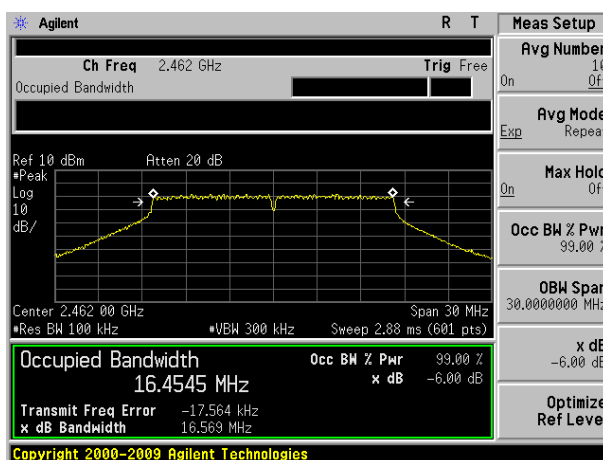 Agilent R T Meas Setup
Ch Freq 2.462 GHz Trig Free
Occupied Bandwidth
Avg Number
10
On Off
Avg Mode
Exp Repeat
Max Hold
On Off
Occ BW % Pwr
99.00 %
OBW Span
30.0000000 MHz
x dB
-6.00 dB
Optimize
Ref Level
Ref 10 dBm Atten 20 dB
#Peak
Log
10
dB/
Center 2.462 00 GHz Span 30 MHz
#Res BW 100 kHz #VBW 300 kHz Sweep 2.88 ms (601 pts)
Occupied Bandwidth Occ BW % Pwr 99.00 %
16.4545 MHz x dB -6.00 dB
Transmit Freq Error -17.564 kHz
x dB Bandwidth 16.569 MHz
Copyright 2000-2009 Agilent Technologies